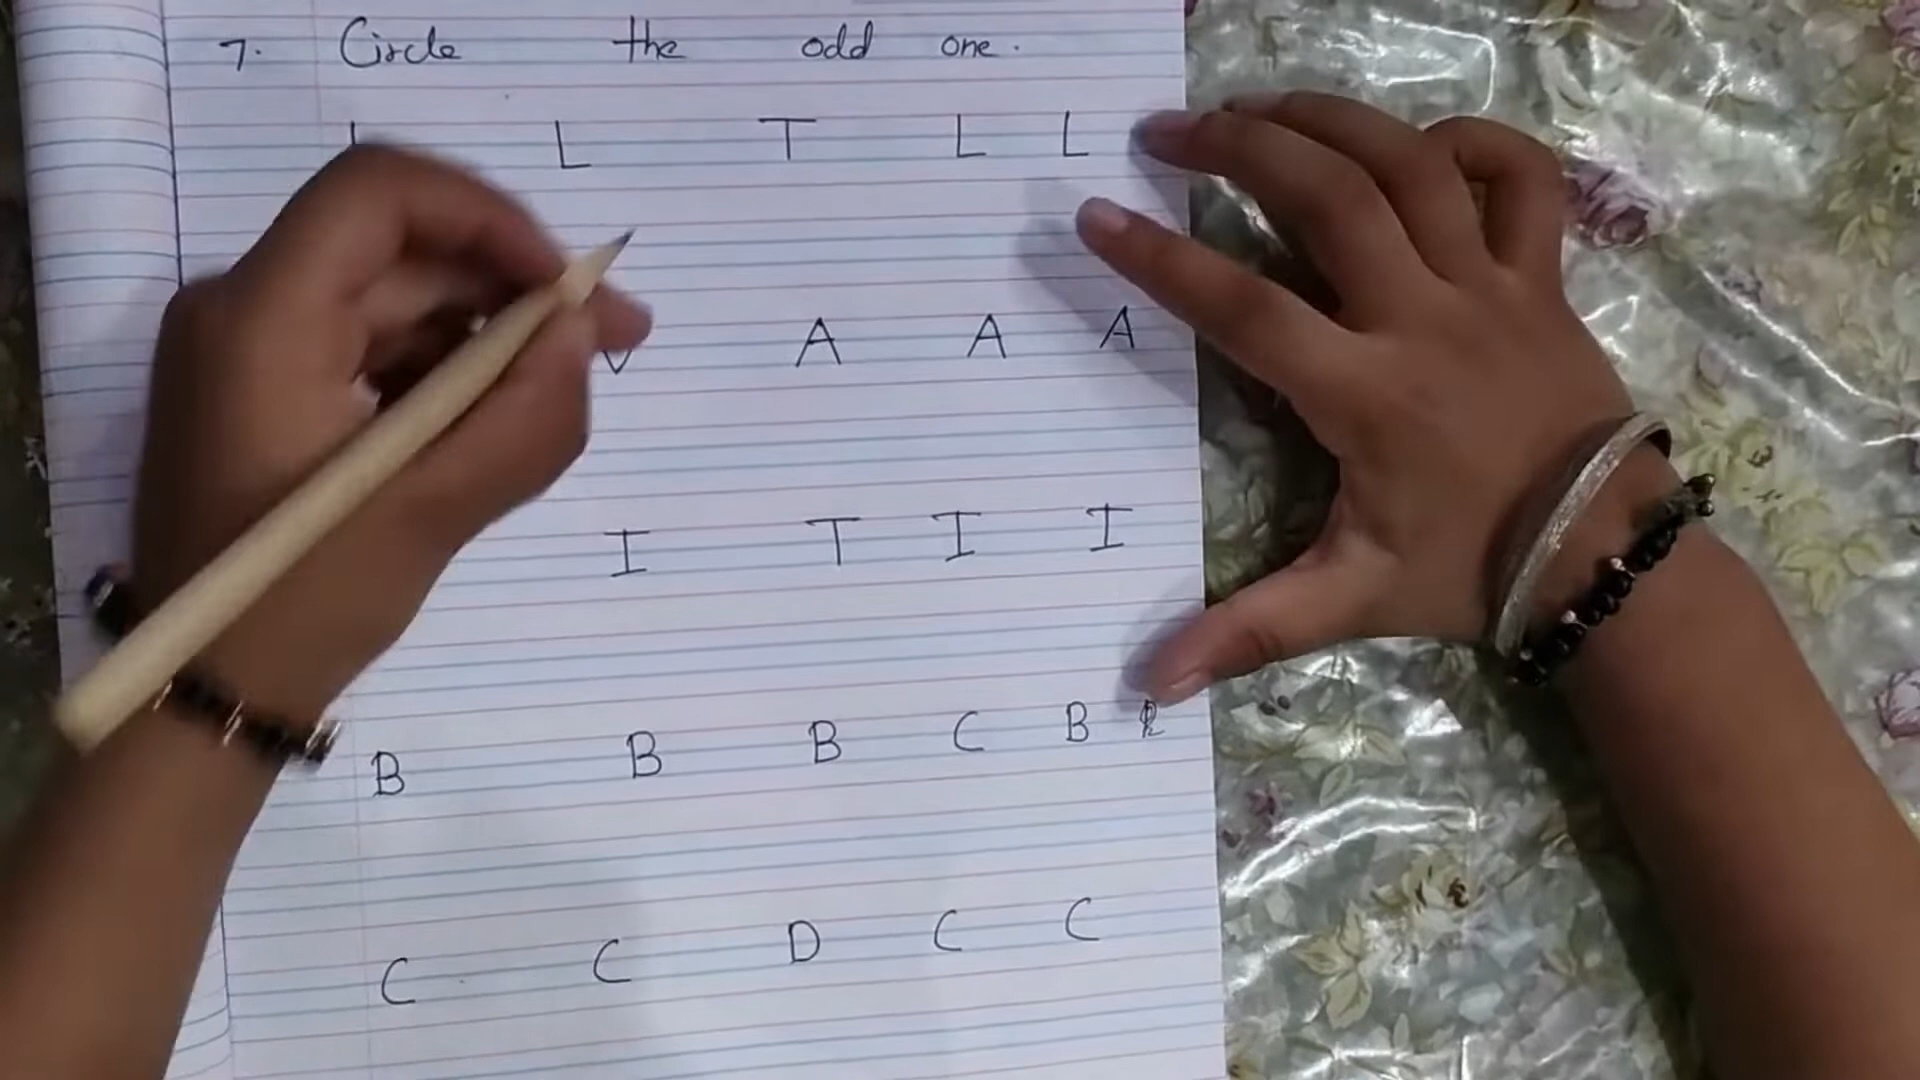 7. Circle the odd one.
L L T L L
V A A A
I T I I
B B B C B
C C D C C